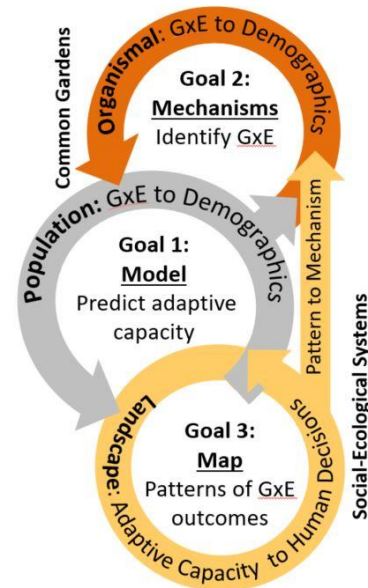 Organismal: GxE to Demographics
Common Gardens
Goal 2:
Mechanisms
Identify GxE
Population: GxE to Demographics
Goal 1:
Model
Predict adaptive
capacity
Pattern to Mechanism
Social-Ecological Systems
Landscape: Adaptive Capacity to Human Decisions
Goal 3:
Map
Patterns of GxE
outcomes